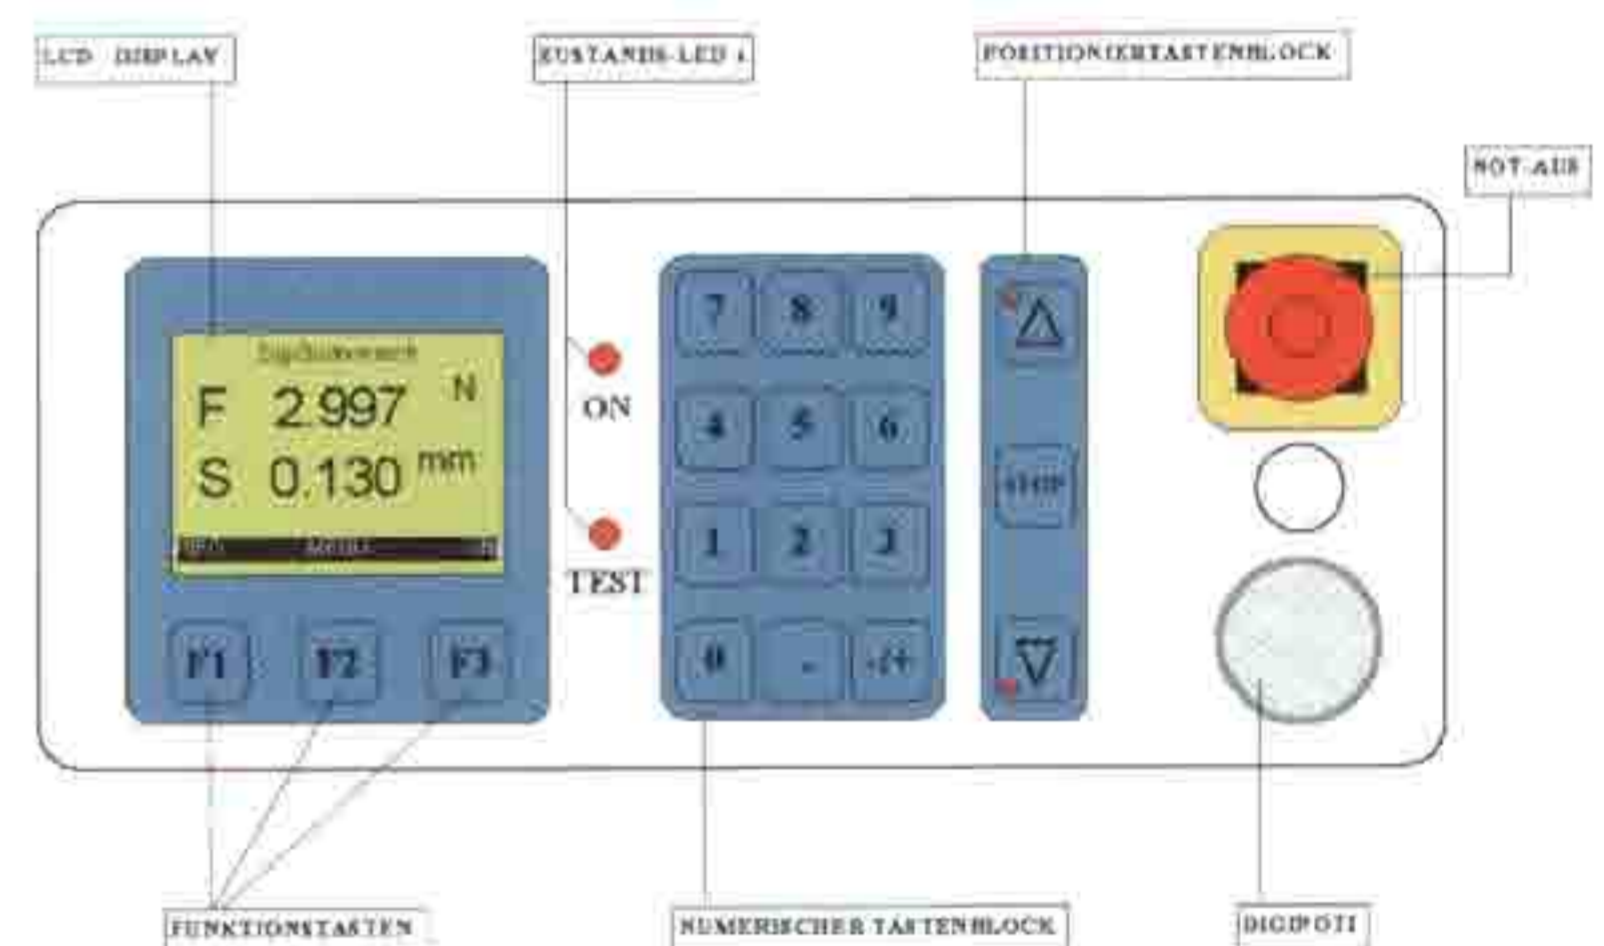 LCD DISPLAY
ZUSTANDS-LED
POSITIONIERTASTENBLOCK
NOT-AUS
F 2.997 N
S 0.130 mm
MENU
ON
TEST
7 8 9
4 5 6
1 2 3
0 . -/+
STOP
F1 F2 F3
FUNKTIONSTASTEN
NUMERISCHER TASTENBLOCK
DIGIPOTI